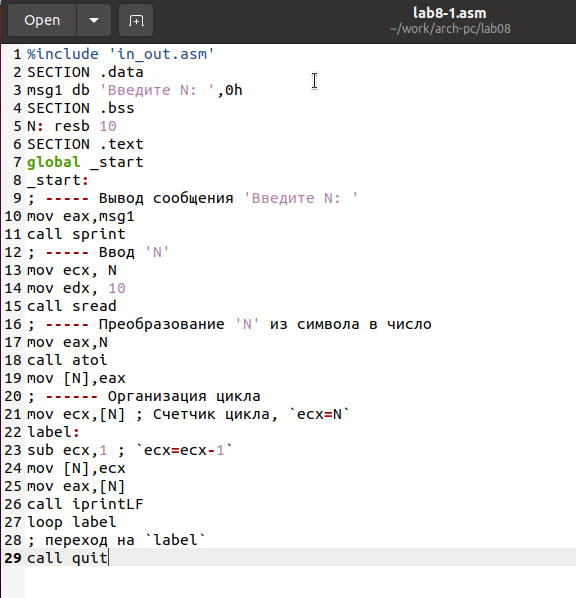 Open
lab8-1.asm
~/work/arch-pc/lab08
1 %include 'in_out.asm'
2 SECTION .data
3 msg1 db 'Введите N: ',0h
4 SECTION .bss
5 N: resb 10
6 SECTION .text
7 global _start
8 _start:
9 ; ----- Вывод сообщения 'Введите N: '
10 mov eax,msg1
11 call sprint
12 ; ----- Ввод 'N'
13 mov ecx, N
14 mov edx, 10
15 call sread
16 ; ----- Преобразование 'N' из символа в число
17 mov eax,N
18 call atoi
19 mov [N],eax
20 ; ------ Организация цикла
21 mov ecx,[N] ; Счетчик цикла, `ecx=N`
22 label:
23 sub ecx,1 ; `ecx=ecx-1`
24 mov [N],ecx
25 mov eax,[N]
26 call iprintLF
27 loop label
28 ; переход на `label`
29 call quit